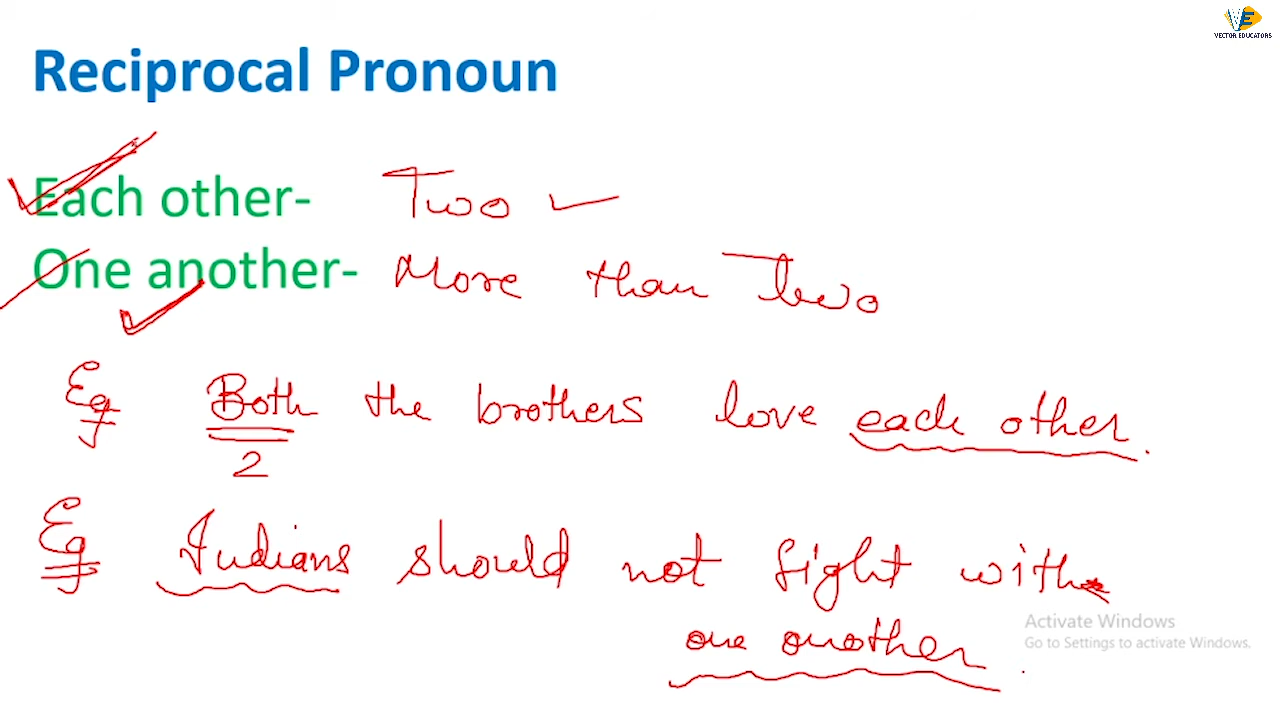 VE
VECTOR EDUCATORS
Reciprocal Pronoun
Each other- Two
One another- More than Two
Eg Both the brothers love each other.
2
Eg Indians should not fight with
one another.
Activate Windows
Go to Settings to activate Windows.